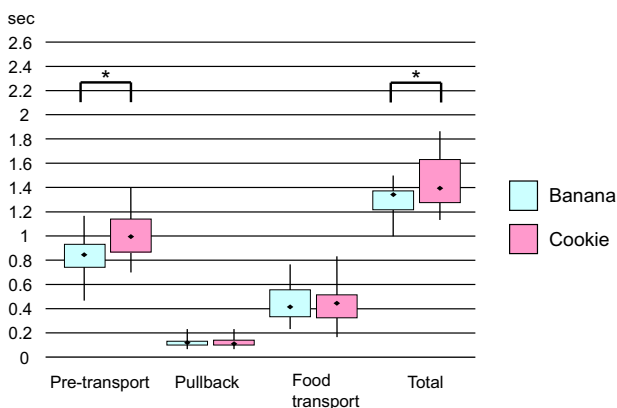 sec
2.6
2.4
2.2
2
1.8
1.6
1.4
1.2
1
0.8
0.6
0.4
0.2
0
*
*
Banana
Cookie
Pre-transport
Pullback
Food
transport
Total